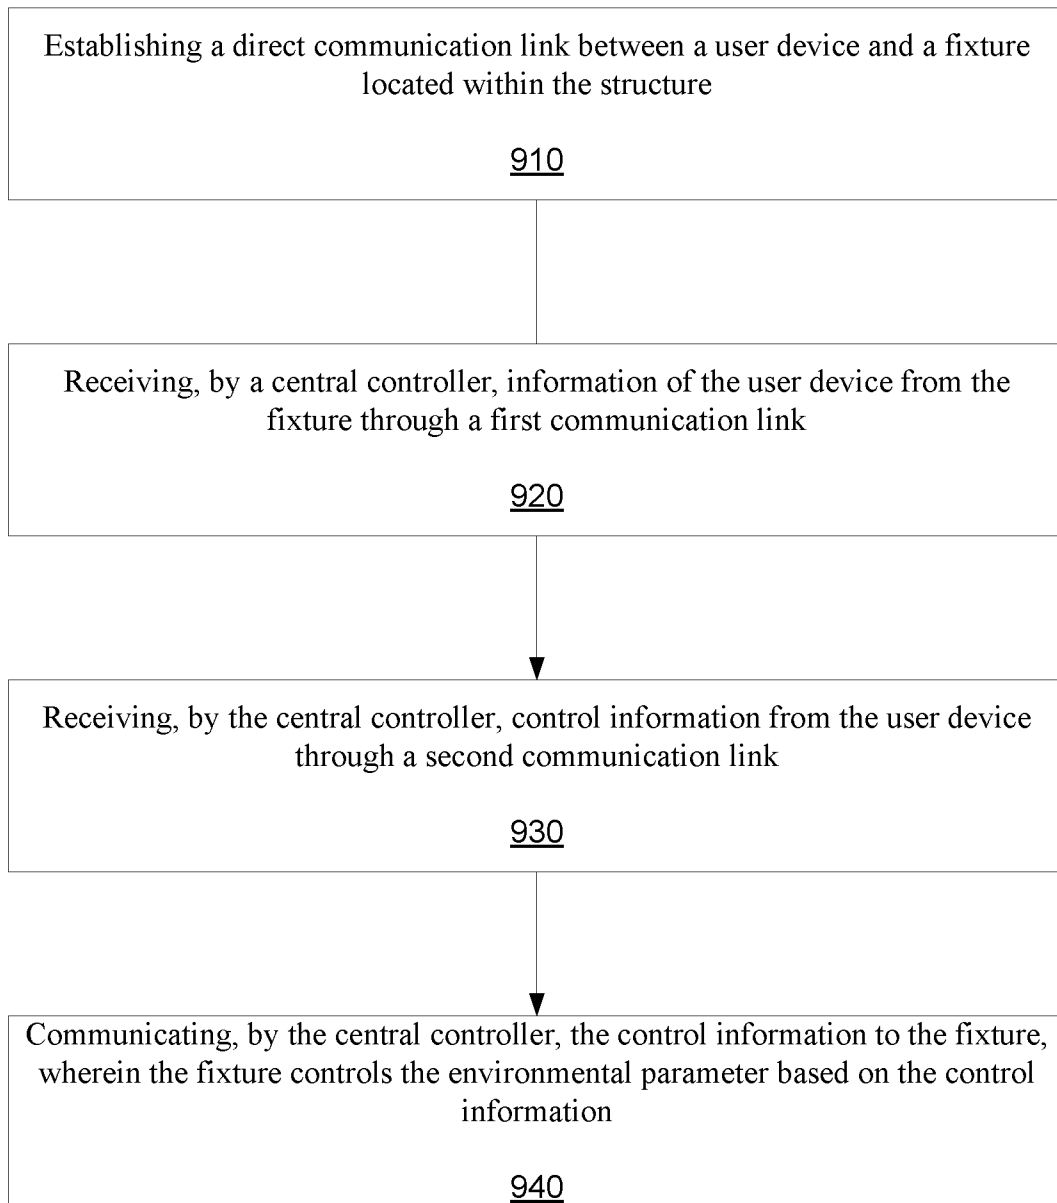 Establishing a direct communication link between a user device and a fixture
located within the structure
910
Receiving, by a central controller, information of the user device from the
fixture through a first communication link
920
Receiving, by the central controller, control information from the user device
through a second communication link
930
Communicating, by the central controller, the control information to the fixture,
wherein the fixture controls the environmental parameter based on the control
information
940